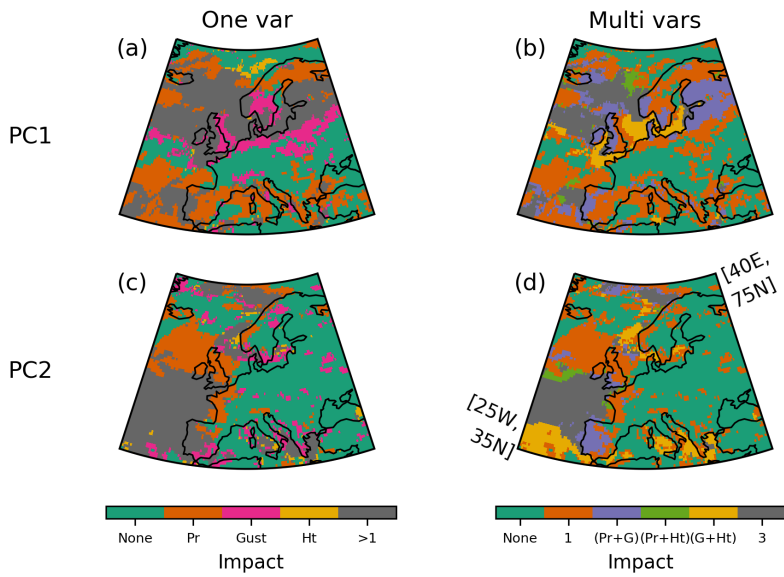 One var
Multi vars
(a)
(b)
PC1
(c)
(d)
[40E,
75N]
PC2
[25W,
35N]
None Pr Gust Ht >1
None 1 (Pr+G) (Pr+Ht) (G+Ht) 3
Impact
Impact